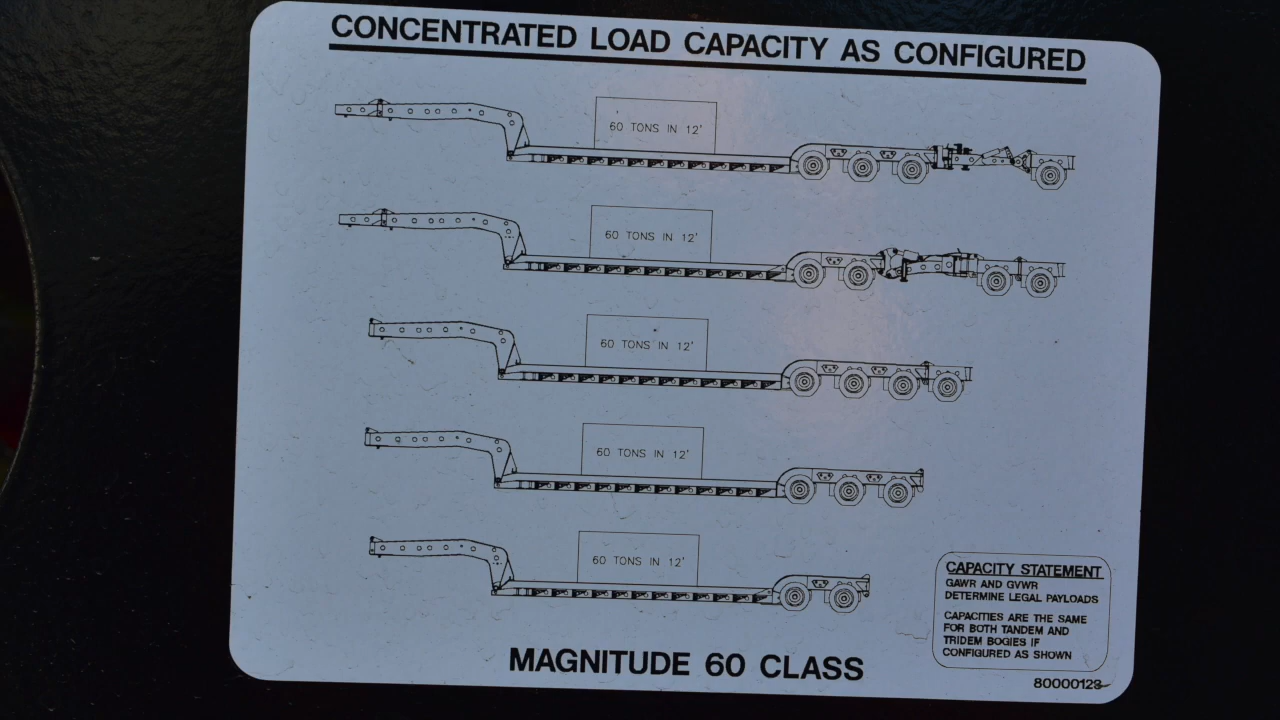 CONCENTRATED LOAD CAPACITY AS CONFIGURED
60 TONS IN 12'
60 TONS IN 12'
60 TONS IN 12'
60 TONS IN 12'
60 TONS IN 12'
CAPACITY STATEMENT
GAWR AND GVWR
DETERMINE LEGAL PAYLOADS
CAPACITIES ARE THE SAME
FOR BOTH TANDEM AND
TRIDEM BOGIES IF
CONFIGURED AS SHOWN
MAGNITUDE 60 CLASS
80000128